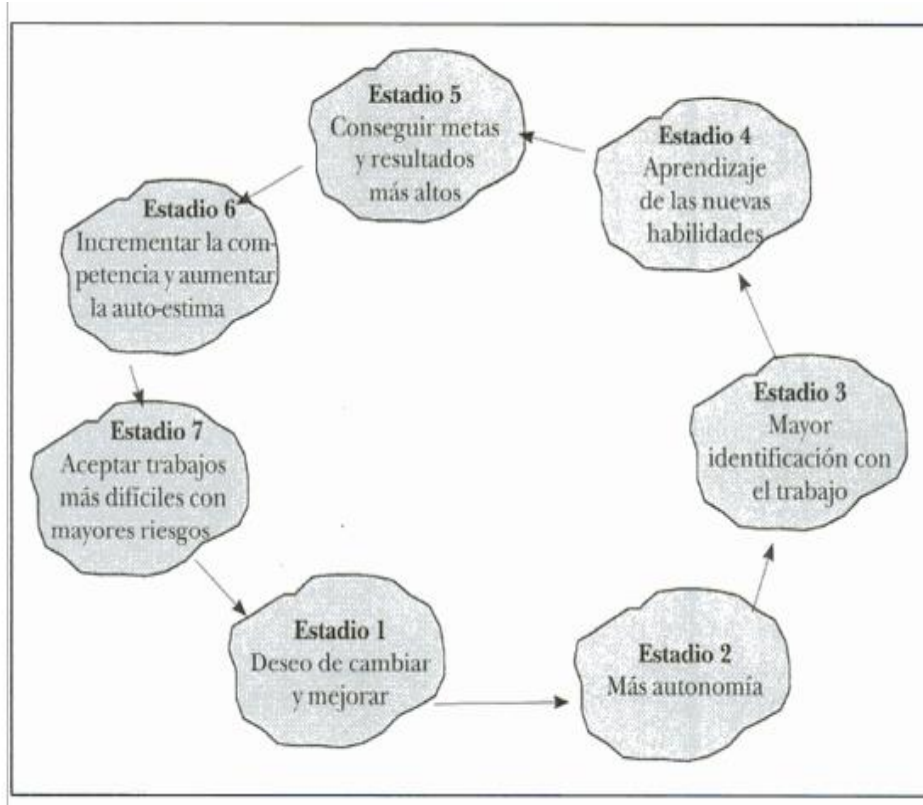 Estadio 5
Conseguir metas
y resultados
más altos
Estadio 4
Aprendizaje
de las nuevas
habilidades
Estadio 6
Incrementar la com-
petencia y aumentar
la auto-estima
Estadio 3
Mayor
identificación con
el trabajo
Estadio 7
Aceptar trabajos
más difíciles con
mayores riesgos
Estadio 1
Deseo de cambiar
y mejorar
Estadio 2
Más autonomía